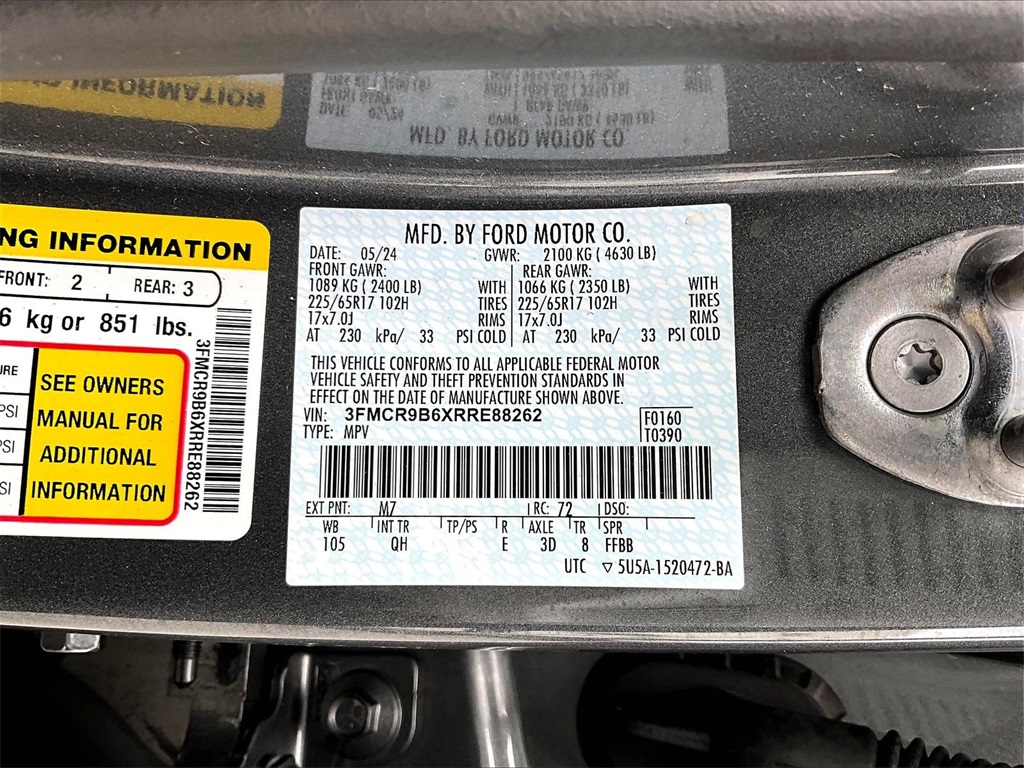 NG INFORMATION
FRONT: 2 REAR: 3
6 kg or 851 lbs.
URE
PSI
PSI
SI
SEE OWNERS
MANUAL FOR
ADDITIONAL
INFORMATION
3FMCR9B6XRRE88262
MFD. BY FORD MOTOR CO.
DATE: 05/24 GVWR: 2100 KG ( 4630 LB)
FRONT GAWR: REAR GAWR:
1089 KG ( 2400 LB) WITH 1066 KG ( 2350 LB) WITH
225/65R17 102H TIRES 225/65R17 102H TIRES
17x7.0J RIMS 17x7.0J RIMS
AT 230 kPa/ 33 PSI COLD AT 230 kPa/ 33 PSI COLD
THIS VEHICLE CONFORMS TO ALL APPLICABLE FEDERAL MOTOR
VEHICLE SAFETY AND THEFT PREVENTION STANDARDS IN
EFFECT ON THE DATE OF MANUFACTURE SHOWN ABOVE.
VIN: 3FMCR9B6XRRE88262 F0160
TYPE: MPV T0390
EXT PNT: M7 RC: 72 DSO:
WB INT TR TP/PS R AXLE TR SPR
105 QH E 3D 8 FFBB
UTC ▽ 5U5A-1520472-BA